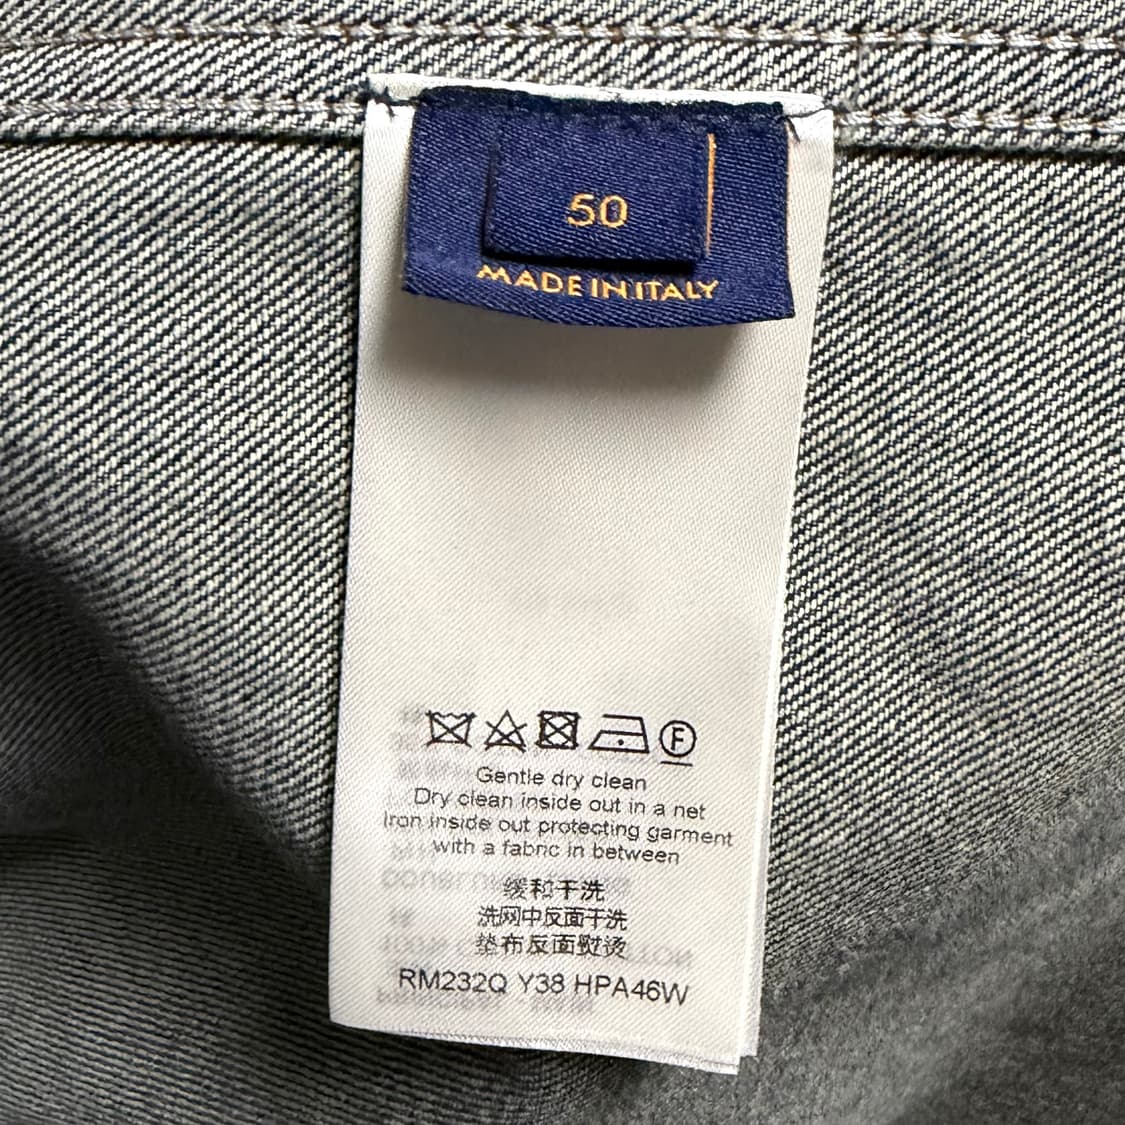 50
MADE IN ITALY
F
Gentle dry clean
Dry clean inside out in a net
Iron inside out protecting garment
with a fabric in between
缓和干洗
洗网中反面干洗
垫布反面熨烫
RM232Q Y38 HPA46W